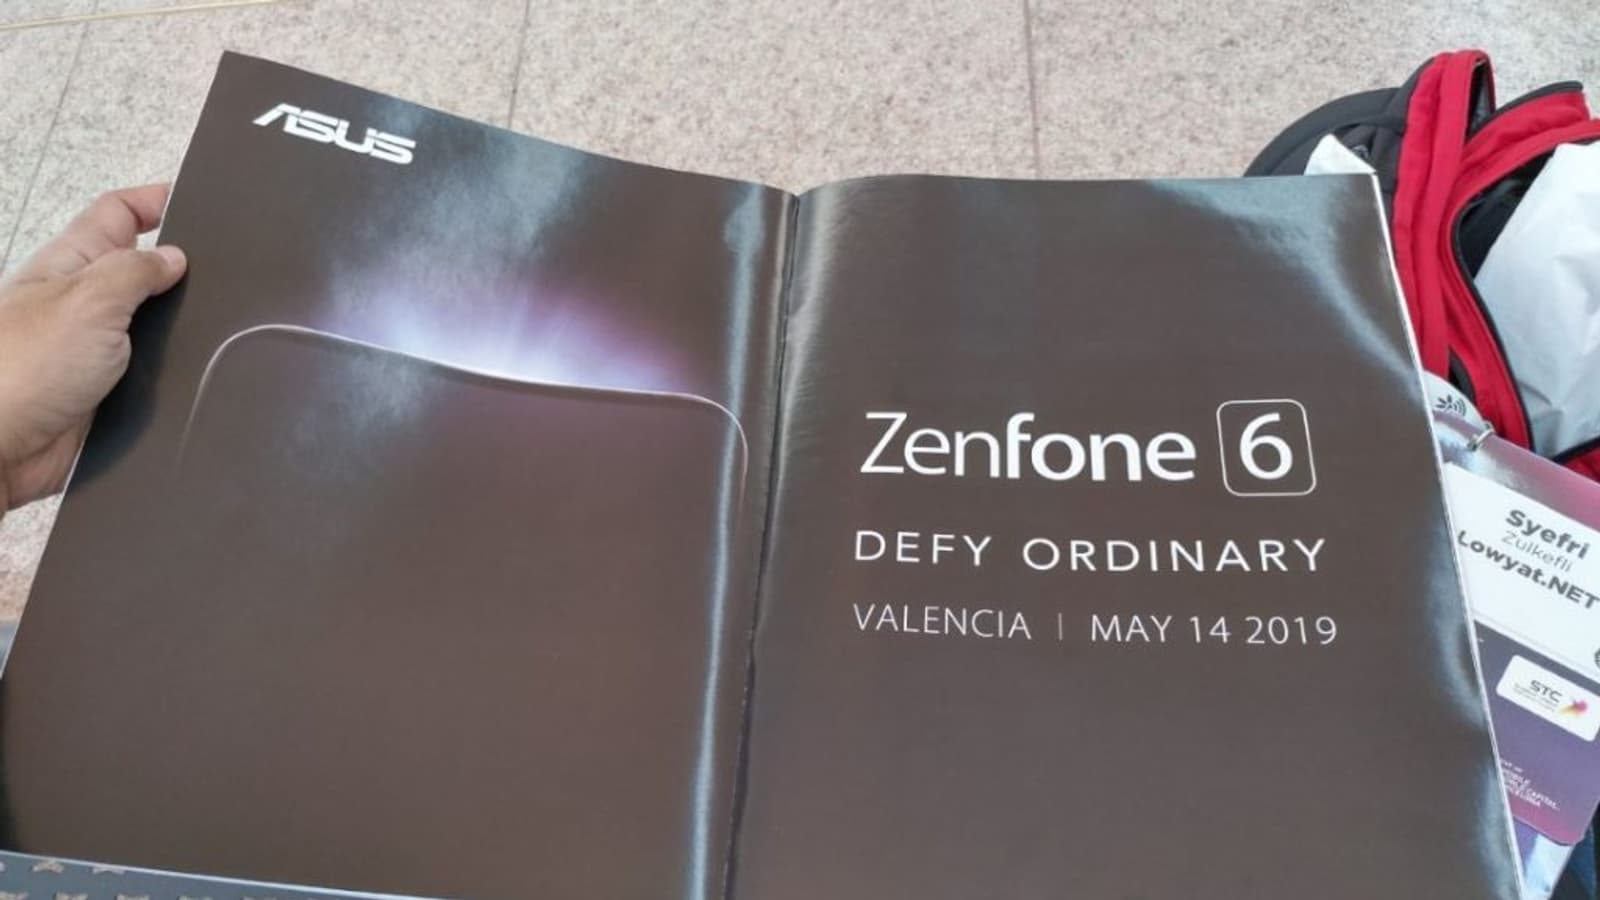 ASUS
Zenfone 6
DEFY ORDINARY
VALENCIA | MAY 14 2019
Syefri
Zulkefli
Lowyat.NET
STC